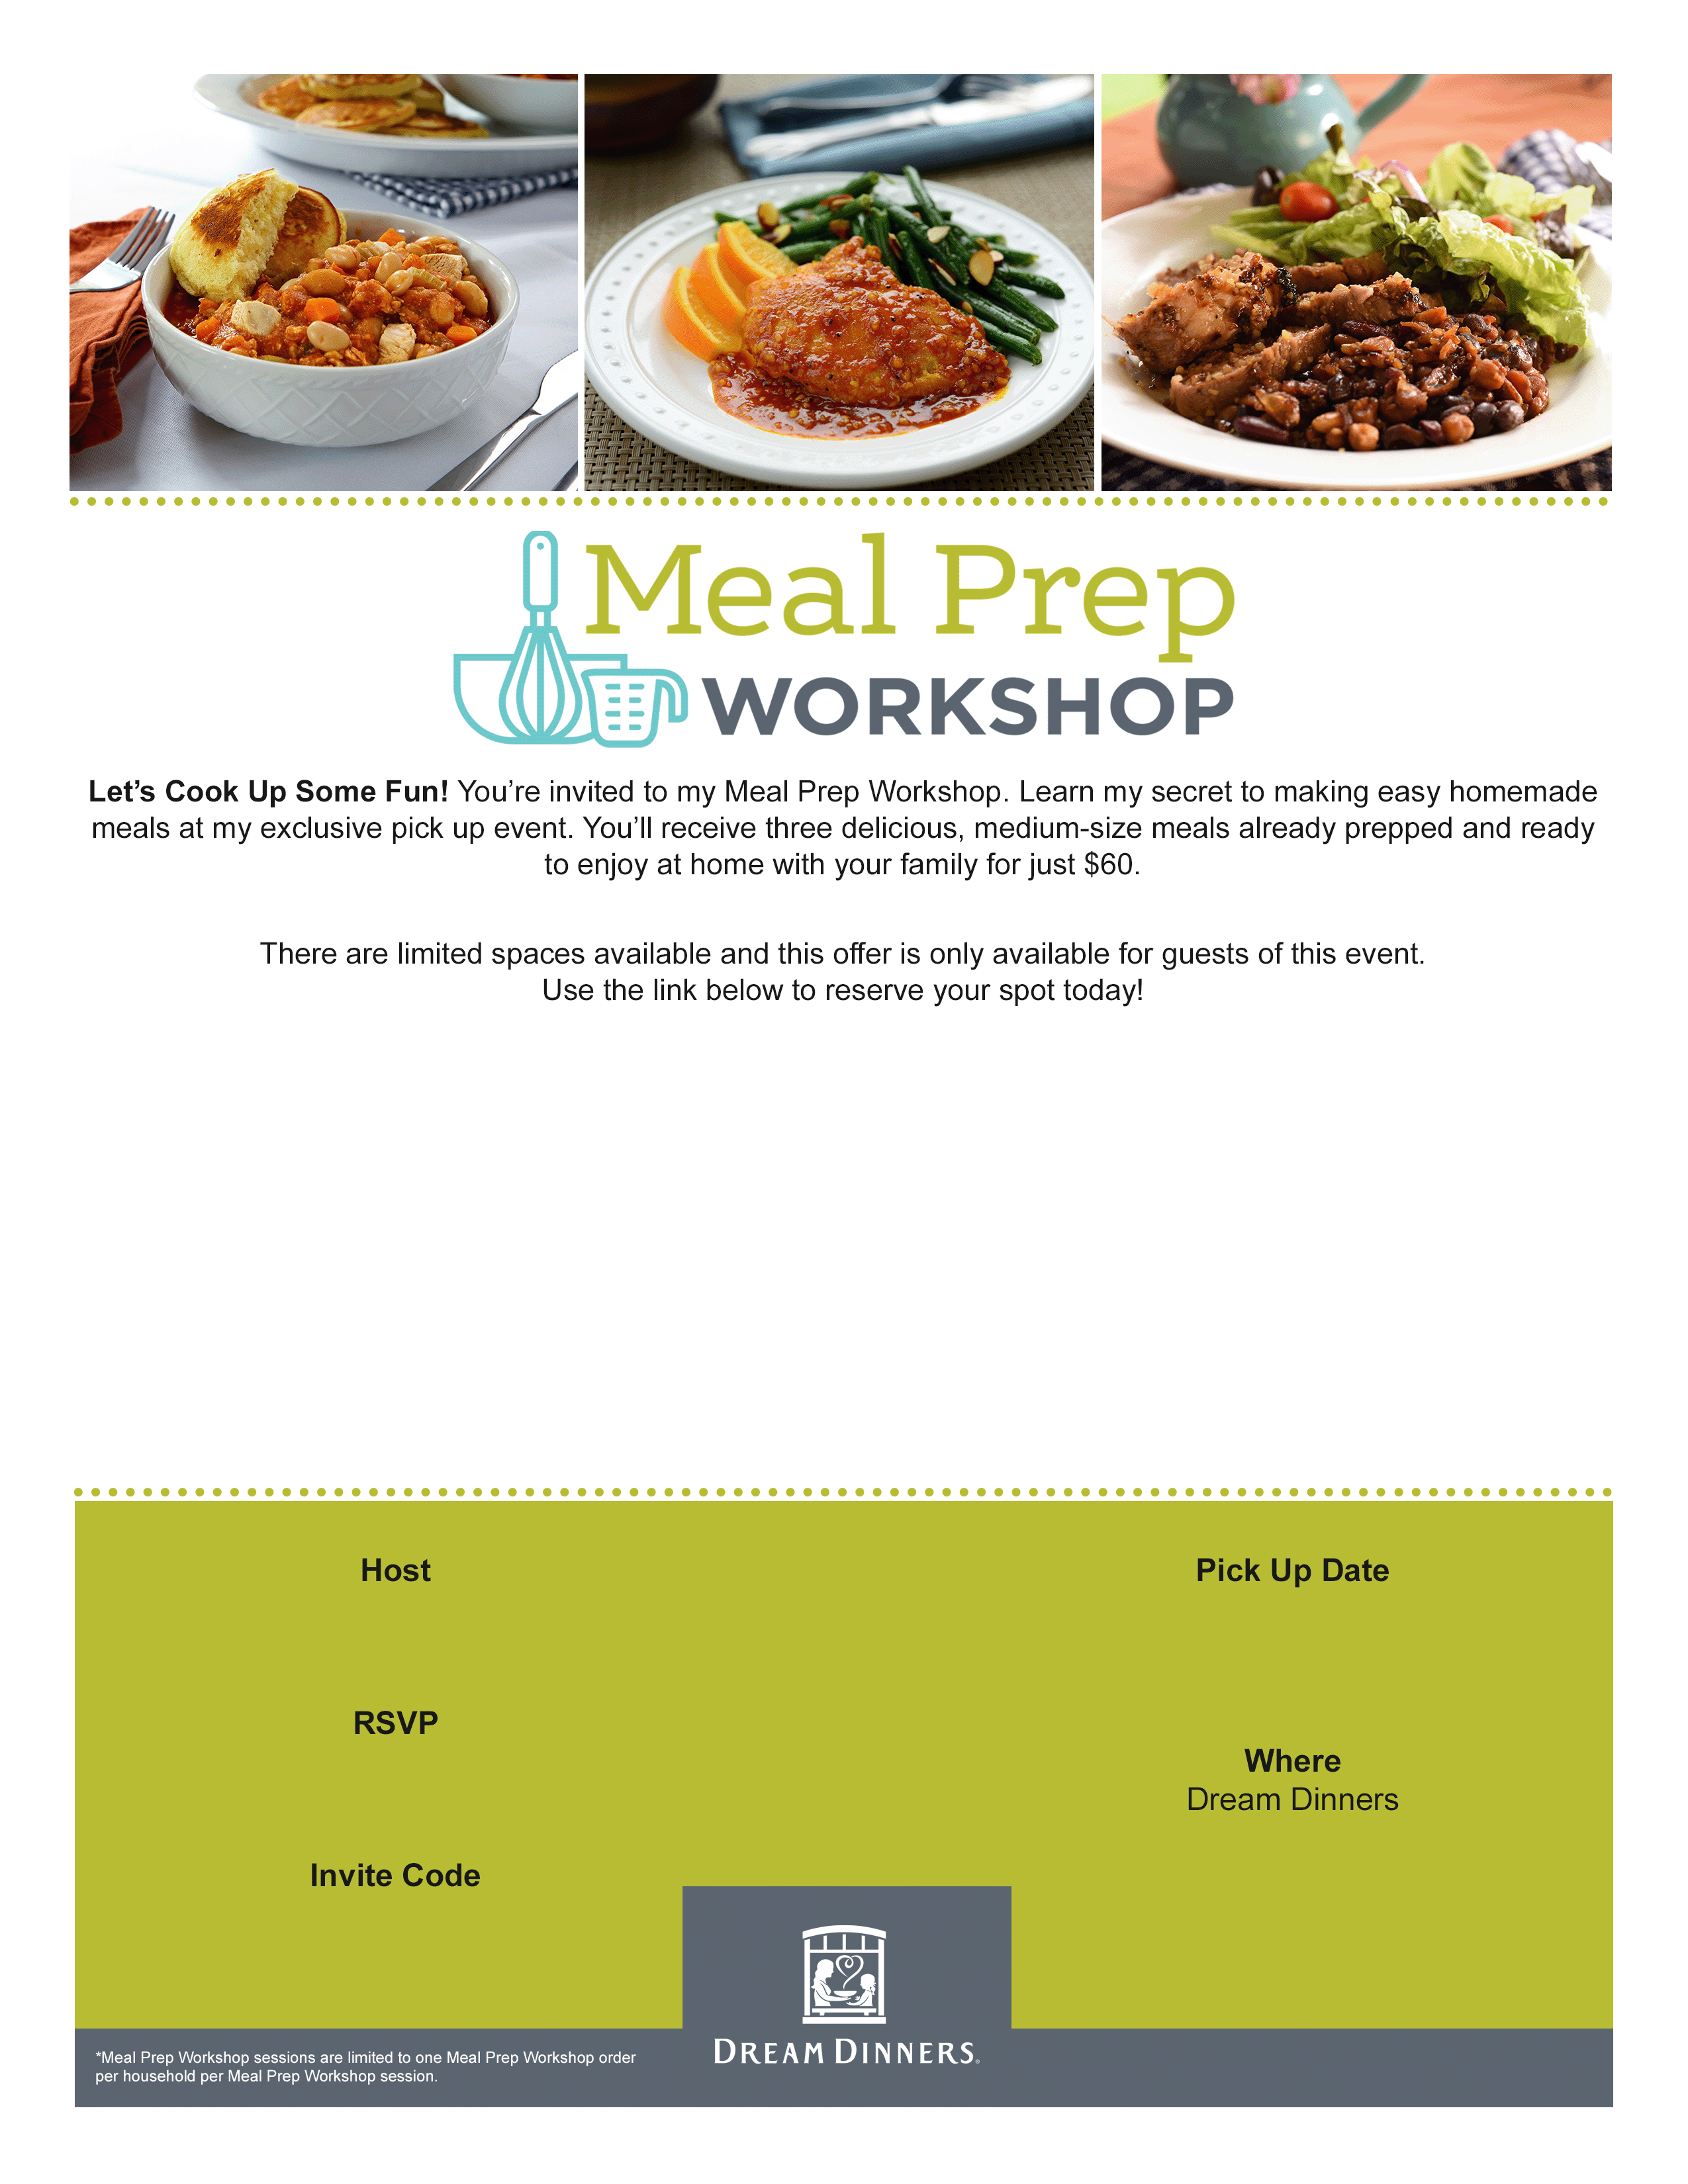 Meal Prep
WORKSHOP
Let’s Cook Up Some Fun! You’re invited to my Meal Prep Workshop. Learn my secret to making easy homemade
meals at my exclusive pick up event. You’ll receive three delicious, medium-size meals already prepped and ready
to enjoy at home with your family for just $60.
There are limited spaces available and this offer is only available for guests of this event.
Use the link below to reserve your spot today!
Host
RSVP
Invite Code
Pick Up Date
Where
Dream Dinners
DREAM DINNERS®
*Meal Prep Workshop sessions are limited to one Meal Prep Workshop order
per household per Meal Prep Workshop session.